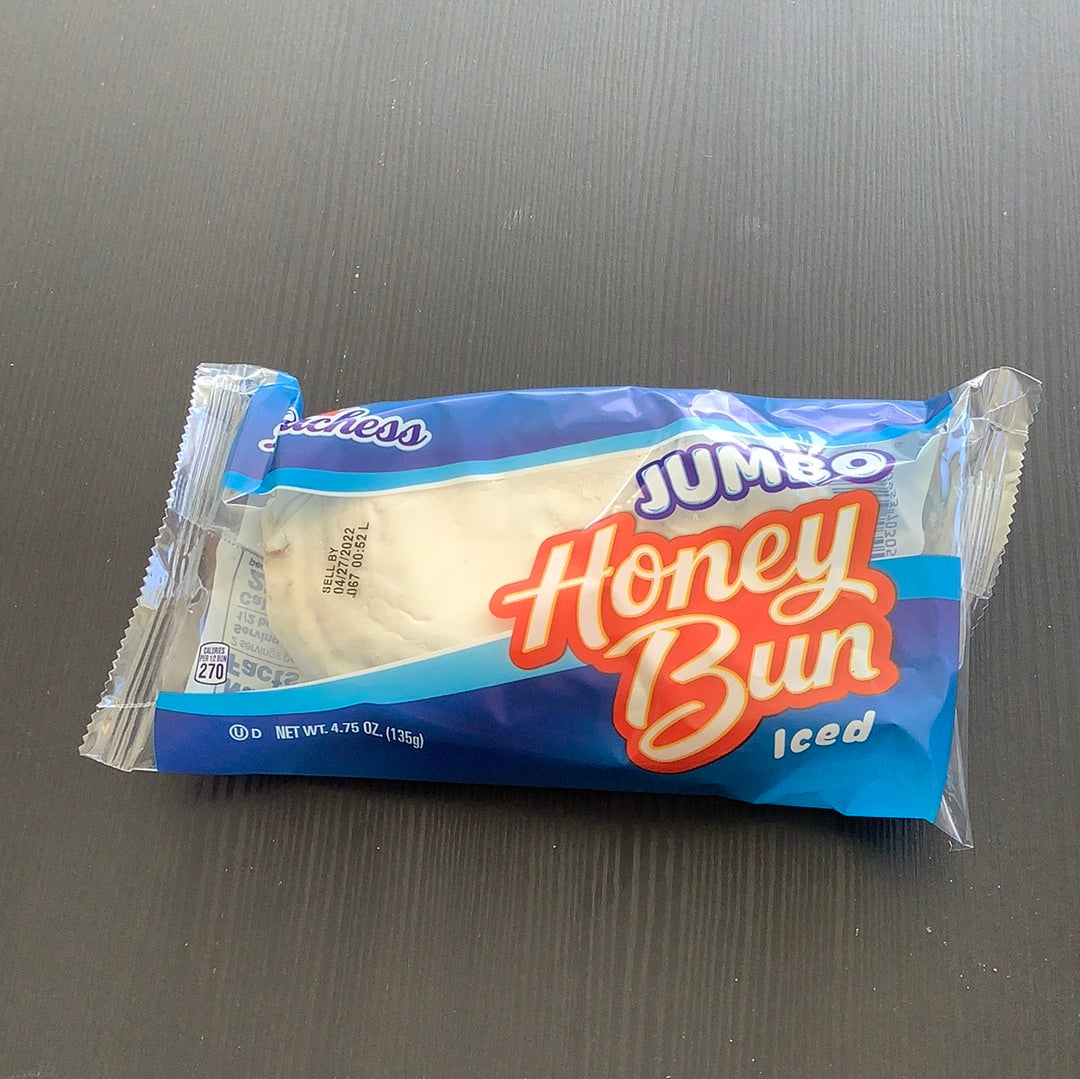 JUMBO
Honey
Bun
Iced
SELL BY
04/27/2022
067 00:52 L
CALORIES
PER 1/2 BUN
270
U D NET WT. 4.75 OZ. (135g)
Facts